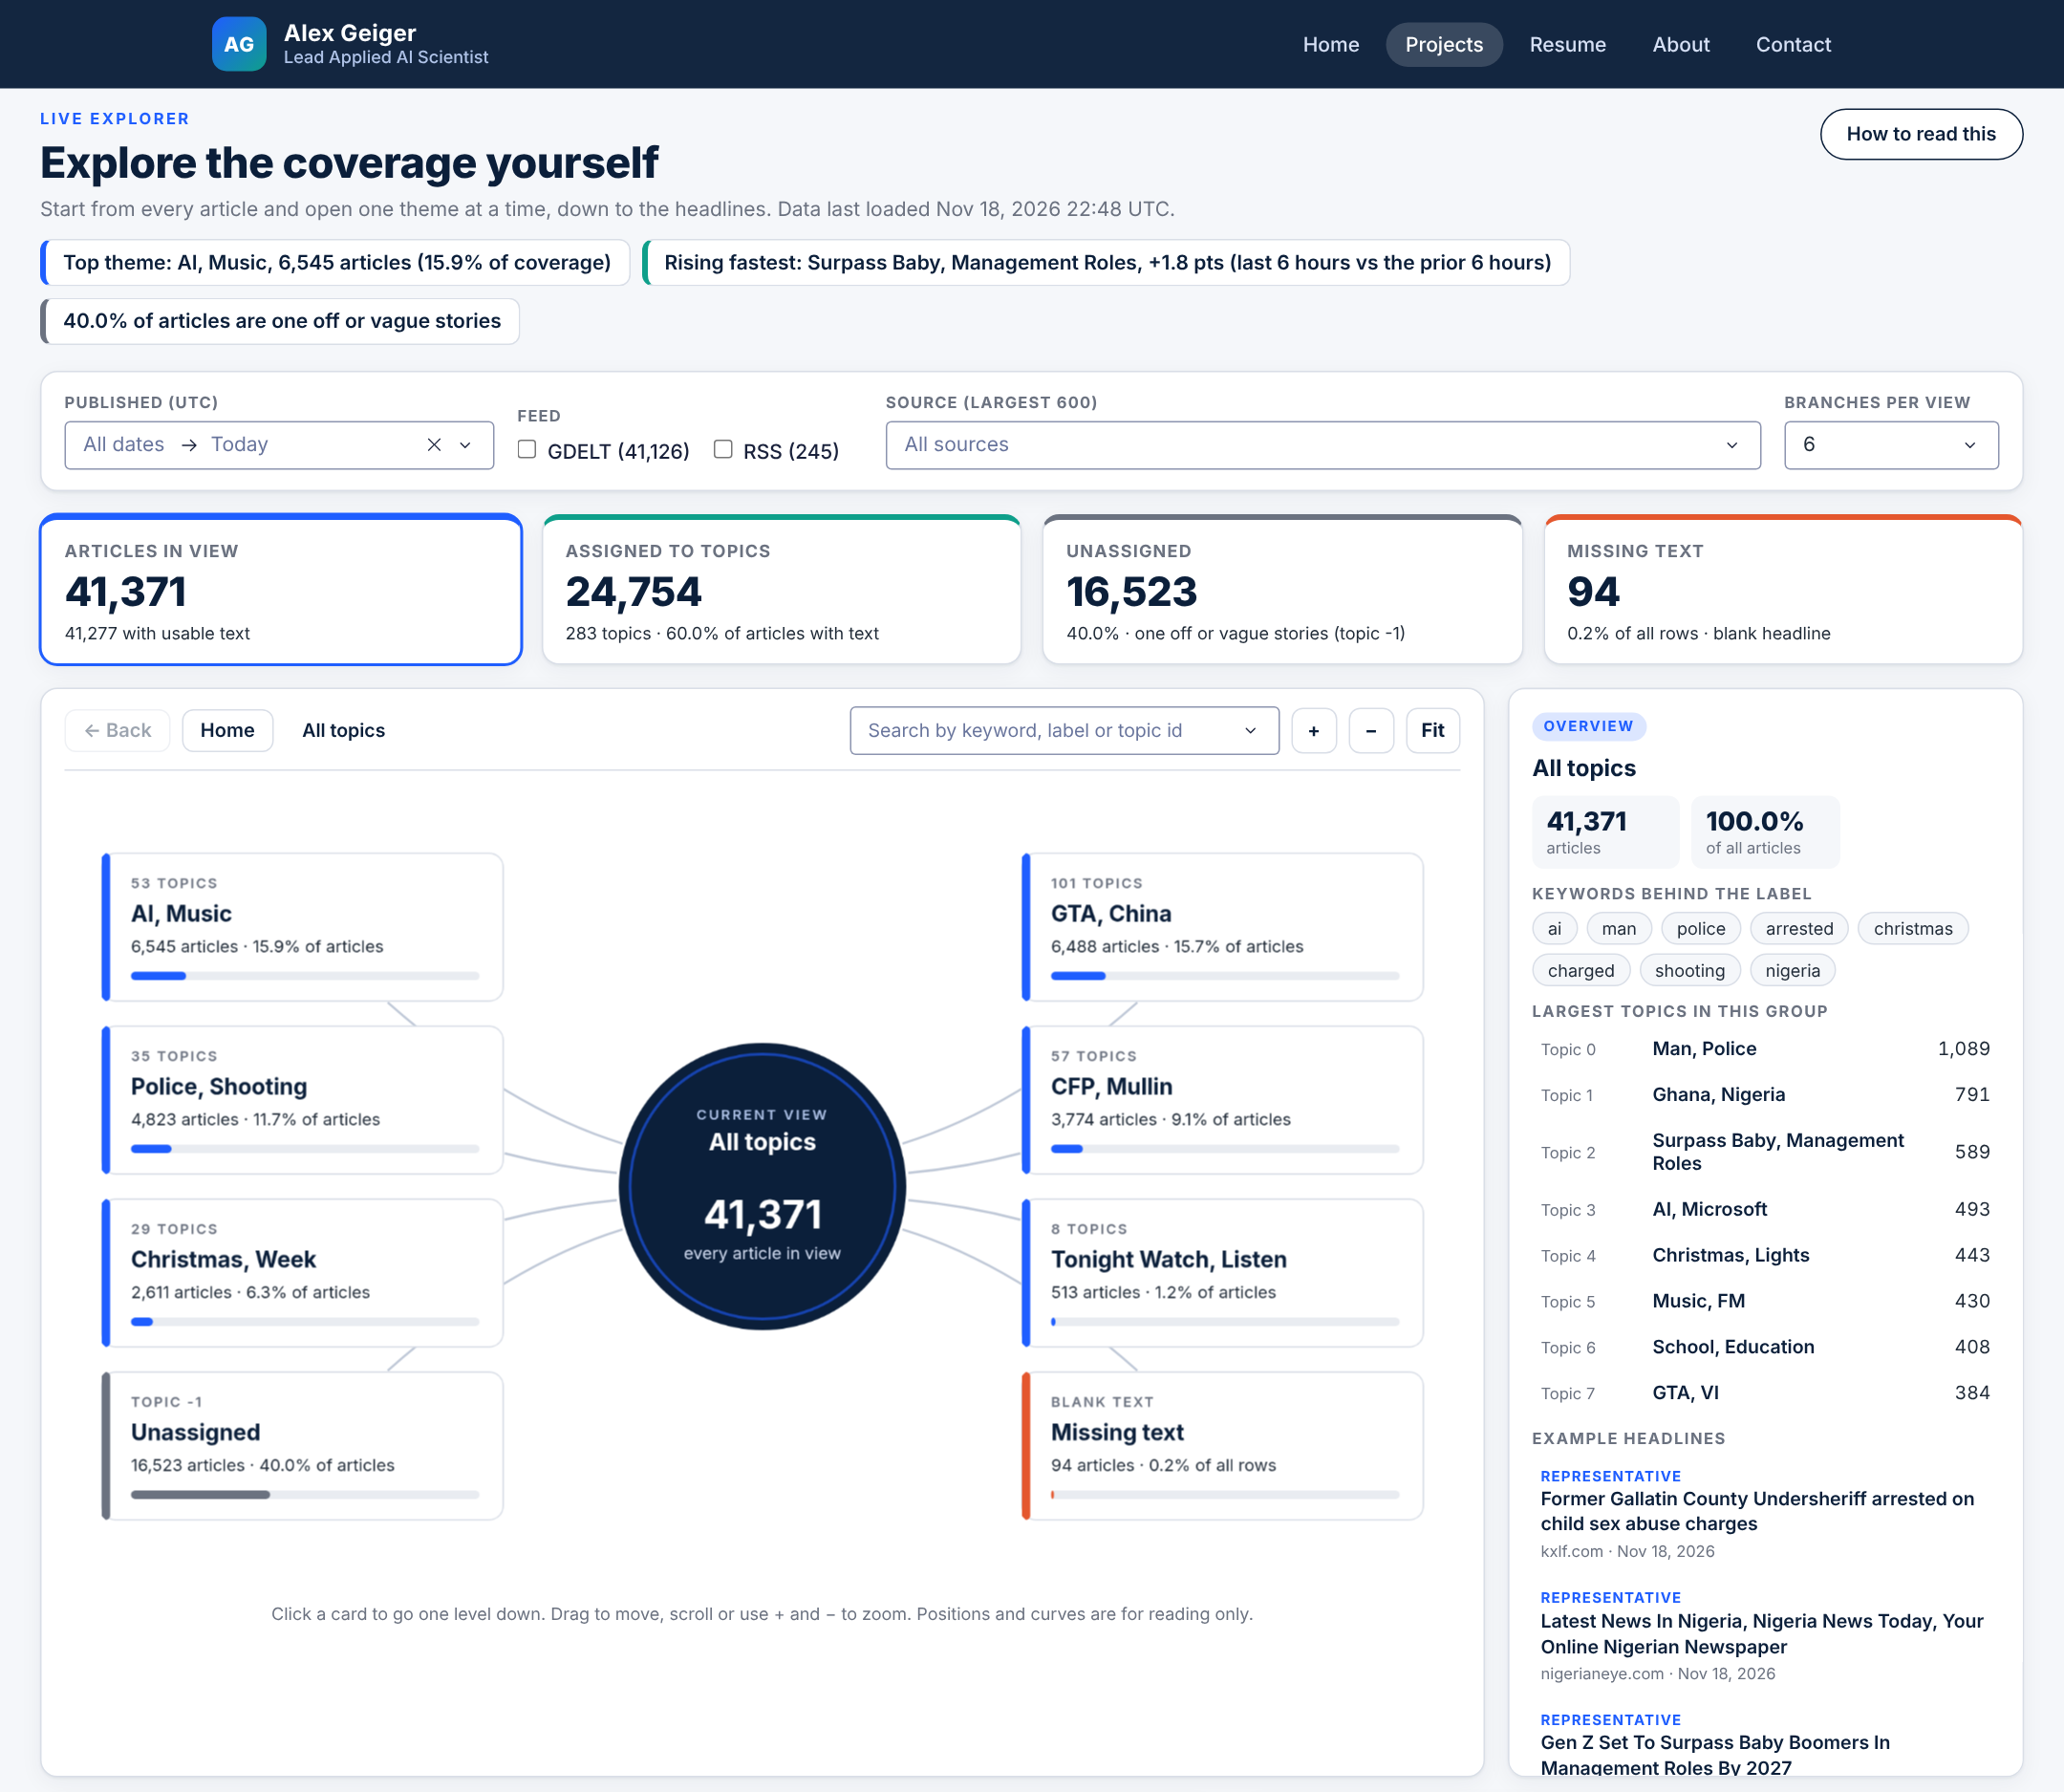 AG
Alex Geiger
Lead Applied AI Scientist
Home
Projects
Resume
About
Contact
LIVE EXPLORER
Explore the coverage yourself
How to read this
Start from every article and open one theme at a time, down to the headlines. Data last loaded Nov 18, 2026 22:48 UTC.
Top theme: AI, Music, 6,545 articles (15.9% of coverage)
Rising fastest: Surpass Baby, Management Roles, +1.8 pts (last 6 hours vs the prior 6 hours)
40.0% of articles are one off or vague stories
PUBLISHED (UTC)
All dates → Today
FEED
GDELT (41,126)
RSS (245)
SOURCE (LARGEST 600)
All sources
BRANCHES PER VIEW
6
ARTICLES IN VIEW
41,371
41,277 with usable text
ASSIGNED TO TOPICS
24,754
283 topics · 60.0% of articles with text
UNASSIGNED
16,523
40.0% · one off or vague stories (topic -1)
MISSING TEXT
94
0.2% of all rows · blank headline
← Back
Home
All topics
Search by keyword, label or topic id
+
−
Fit
53 TOPICS
AI, Music
6,545 articles · 15.9% of articles
35 TOPICS
Police, Shooting
4,823 articles · 11.7% of articles
29 TOPICS
Christmas, Week
2,611 articles · 6.3% of articles
TOPIC -1
Unassigned
16,523 articles · 40.0% of articles
CURRENT VIEW
All topics
41,371
every article in view
101 TOPICS
GTA, China
6,488 articles · 15.7% of articles
57 TOPICS
CFP, Mullin
3,774 articles · 9.1% of articles
8 TOPICS
Tonight Watch, Listen
513 articles · 1.2% of articles
BLANK TEXT
Missing text
94 articles · 0.2% of all rows
Click a card to go one level down. Drag to move, scroll or use + and − to zoom. Positions and curves are for reading only.
OVERVIEW
All topics
41,371
articles
100.0%
of all articles
KEYWORDS BEHIND THE LABEL
ai
man
police
arrested
christmas
charged
shooting
nigeria
LARGEST TOPICS IN THIS GROUP
Topic 0 Man, Police 1,089
Topic 1 Ghana, Nigeria 791
Topic 2 Surpass Baby, Management
Roles 589
Topic 3 AI, Microsoft 493
Topic 4 Christmas, Lights 443
Topic 5 Music, FM 430
Topic 6 School, Education 408
Topic 7 GTA, VI 384
EXAMPLE HEADLINES
REPRESENTATIVE
Former Gallatin County Undersheriff arrested on
child sex abuse charges
kxlf.com · Nov 18, 2026
REPRESENTATIVE
Latest News In Nigeria, Nigeria News Today, Your
Online Nigerian Newspaper
nigerianeye.com · Nov 18, 2026
REPRESENTATIVE
Gen Z Set To Surpass Baby Boomers In
Management Roles By 2027